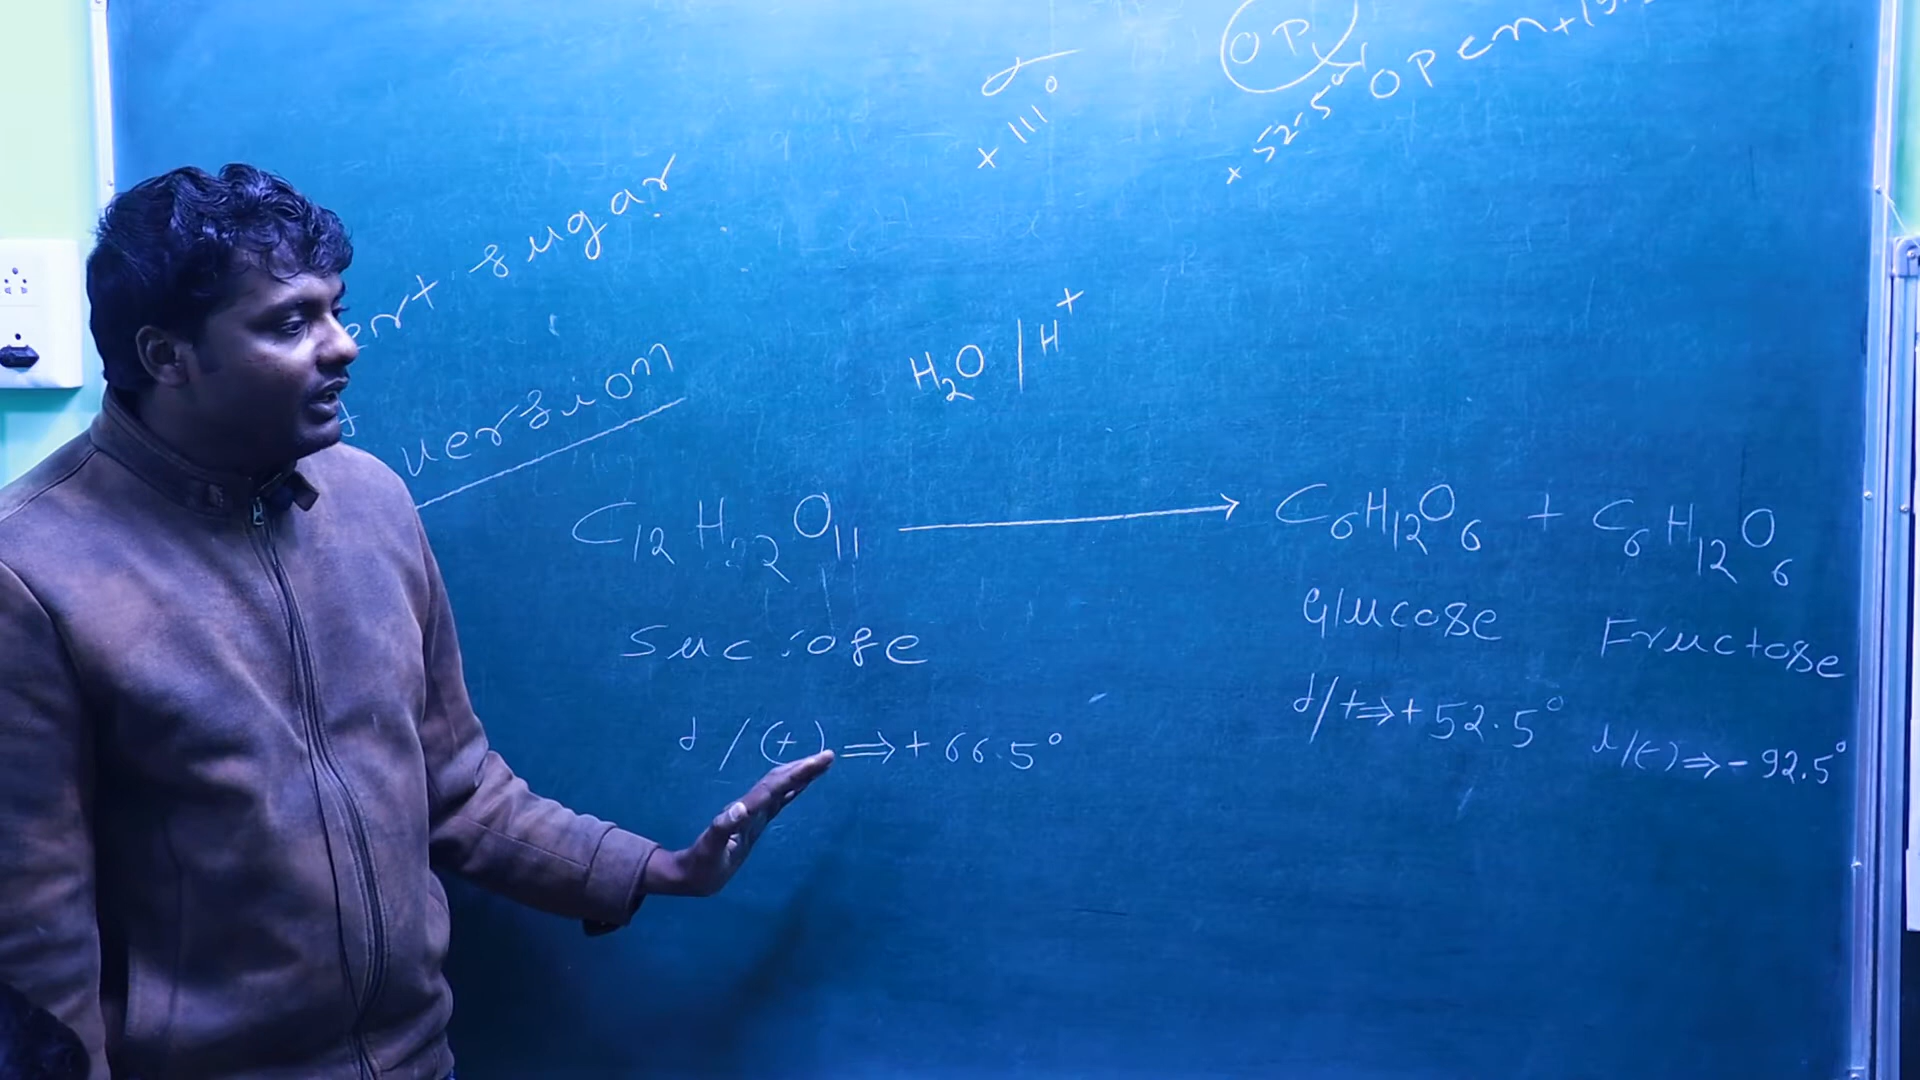 OP
OPen
α
+ 111°
+ 52.5°
ert sugar
version
H₂O / H⁺
C₁₂H₂₂O₁₁ → C₆H₁₂O₆ + C₆H₁₂O₆
Sucrose Glucose Fructose
d/(+) ⇒ + 66.5° d/+ ⇒ + 52.5° l/(-) ⇒ - 92.5°